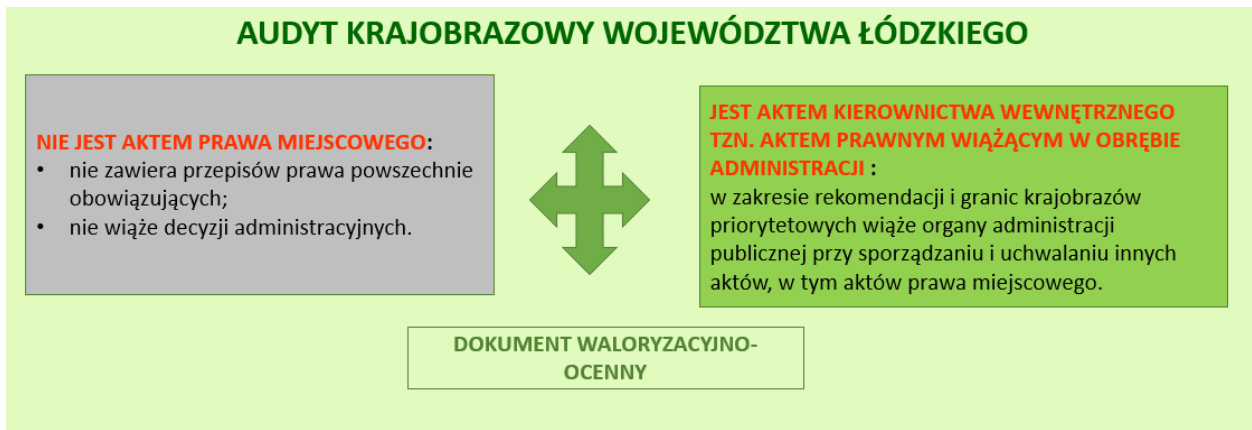 AUDYT KRAJOBRAZOWY WOJEWÓDZTWA ŁÓDZKIEGO
NIE JEST AKTEM PRAWA MIEJSCOWEGO:
• nie zawiera przepisów prawa powszechnie
obowiązujących;
• nie wiąże decyzji administracyjnych.
JEST AKTEM KIEROWNICTWA WEWNĘTRZNEGO
TZN. AKTEM PRAWNYM WIĄŻĄCYM W OBRĘBIE
ADMINISTRACJI :
w zakresie rekomendacji i granic krajobrazów
priorytetowych wiąże organy administracji
publicznej przy sporządzaniu i uchwalaniu innych
aktów, w tym aktów prawa miejscowego.
DOKUMENT WALORYZACYJNO-
OCENNY